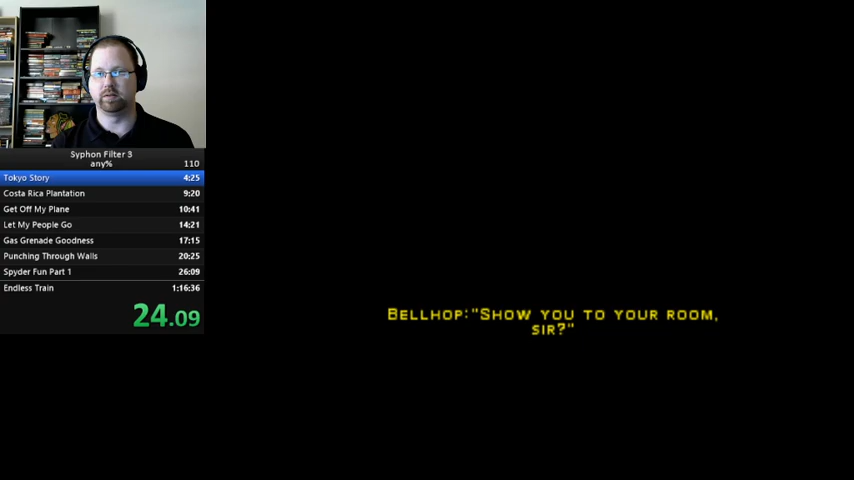 Syphon Filter 3
any% 110
Tokyo Story 4:25
Costa Rica Plantation 9:20
Get Off My Plane 10:41
Let My People Go 14:21
Gas Grenade Goodness 17:15
Punching Through Walls 20:25
Spyder Fun Part 1 26:09
Endless Train 1:16:36
24.09
Bellhop:"Show you to your room,
sir?"